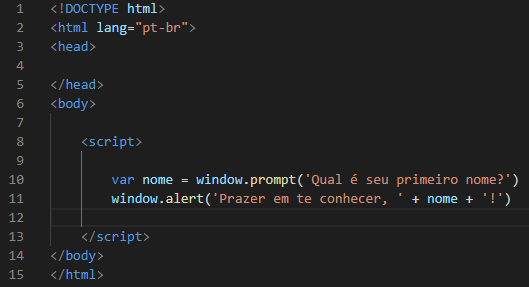 1 <!DOCTYPE html>
2 <html lang="pt-br">
3 <head>
4
5 </head>
6 <body>
7
8 <script>
9
10 var nome = window.prompt('Qual é seu primeiro nome?')
11 window.alert('Prazer em te conhecer, ' + nome + '!')
12
13 </script>
14 </body>
15 </html>